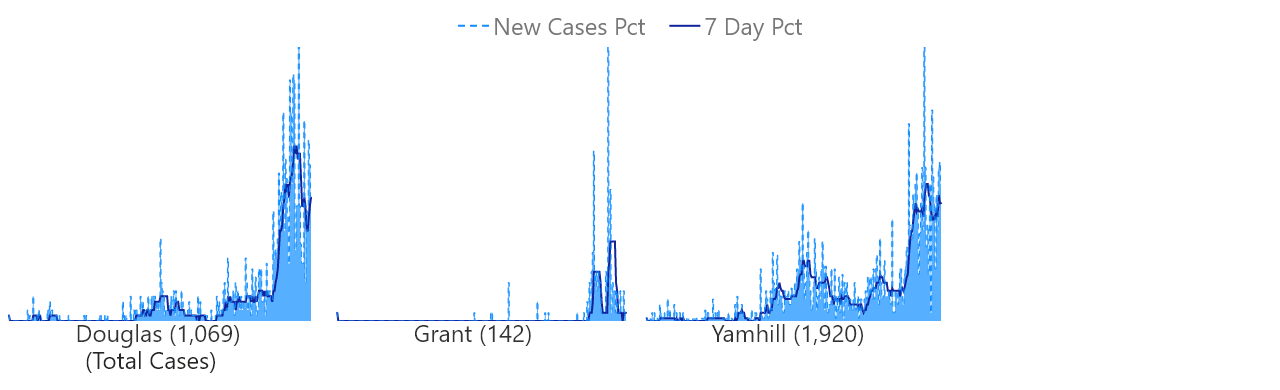 New Cases Pct 7 Day Pct
Douglas (1,069) Grant (142) Yamhill (1,920)
(Total Cases)